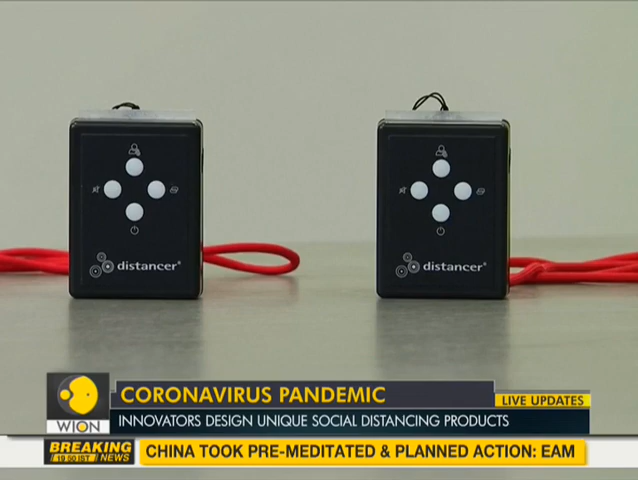 distancer®
distancer®
CORONAVIRUS PANDEMIC
LIVE UPDATES
WION
INNOVATORS DESIGN UNIQUE SOCIAL DISTANCING PRODUCTS
BREAKING
NEWS
CHINA TOOK PRE-MEDITATED & PLANNED ACTION: EAM